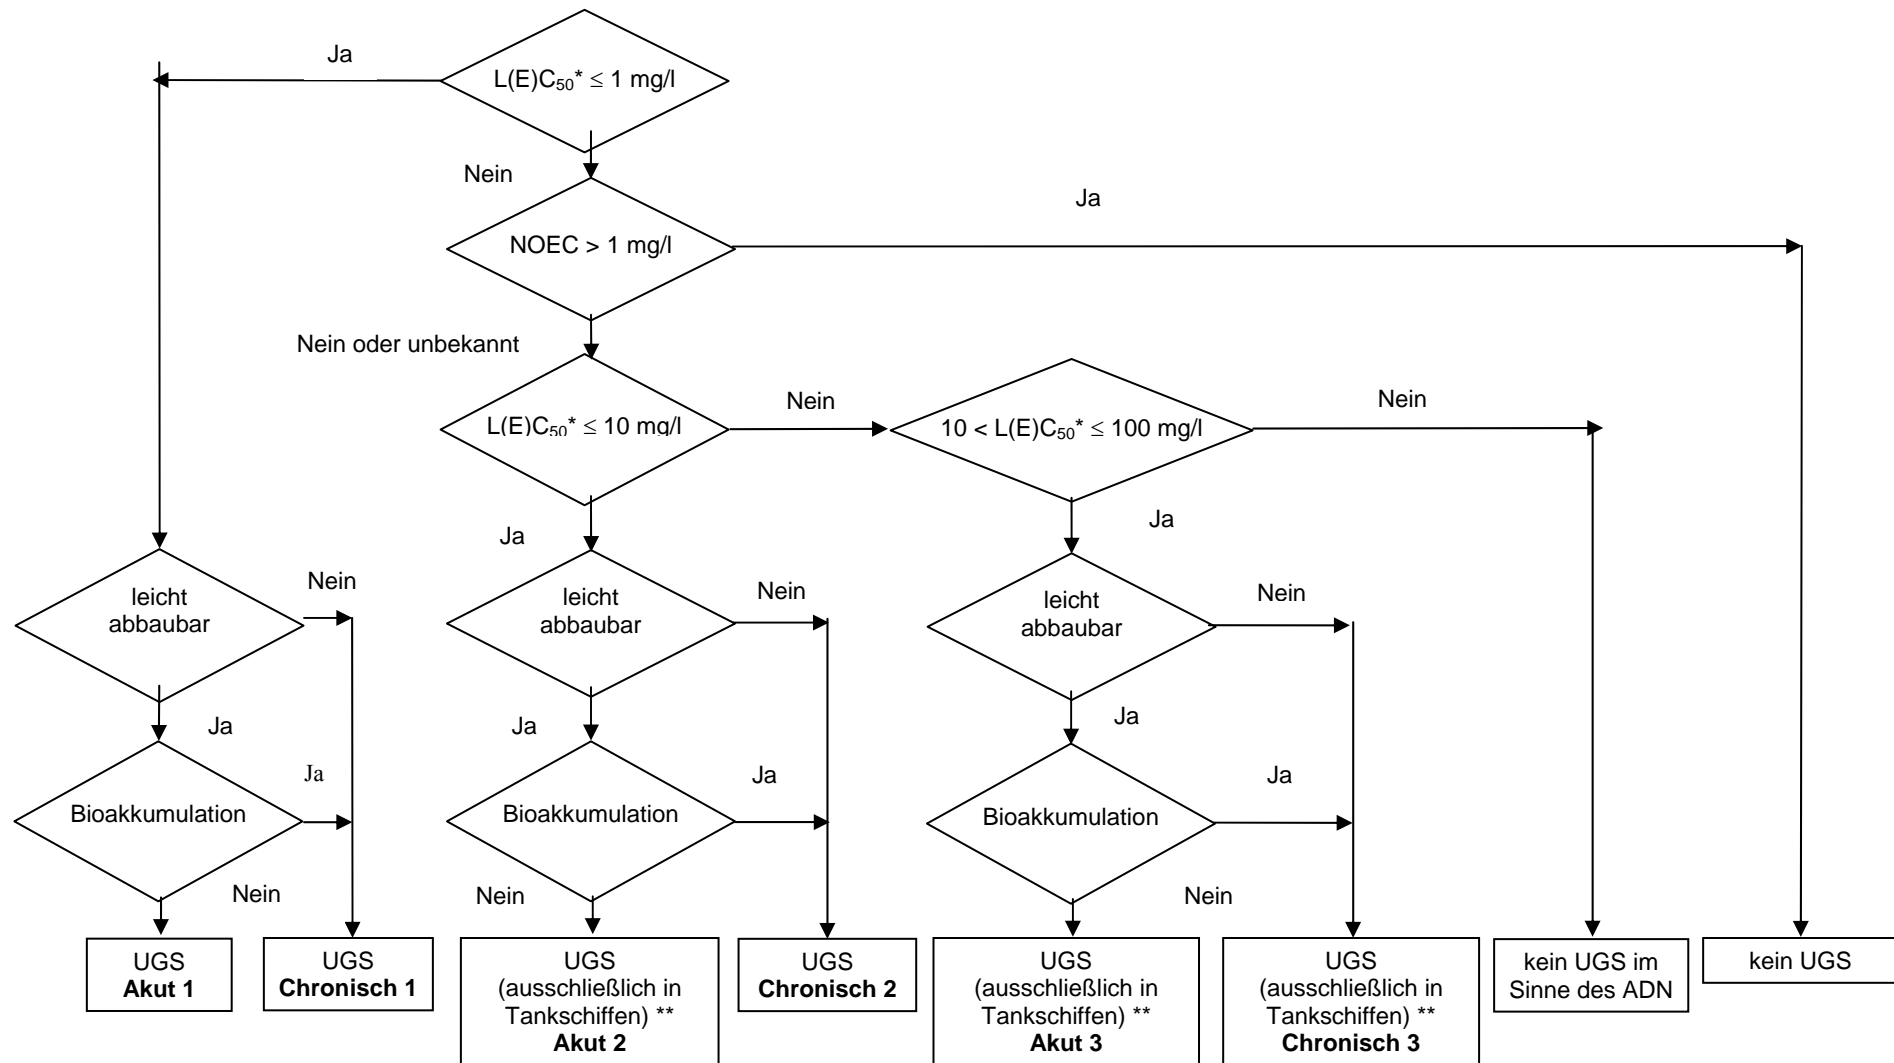 Ja
L(E)C50* ≤ 1 mg/l
Nein
Ja
NOEC > 1 mg/l
Nein oder unbekannt
L(E)C50* ≤ 10 mg/l
Nein
10 < L(E)C50* ≤ 100 mg/l
Nein
Ja
Ja
leicht
abbaubar
Nein
leicht
abbaubar
Nein
leicht
abbaubar
Nein
Ja
Ja
Ja
Bioakkumulation
Ja
Bioakkumulation
Ja
Bioakkumulation
Ja
Nein
Nein
Nein
UGS
Akut 1
UGS
Chronisch 1
UGS
(ausschließlich in
Tankschiffen) **
Akut 2
UGS
Chronisch 2
UGS
(ausschließlich in
Tankschiffen) **
Akut 3
UGS
(ausschließlich in
Tankschiffen) **
Chronisch 3
kein UGS im
Sinne des ADN
kein UGS